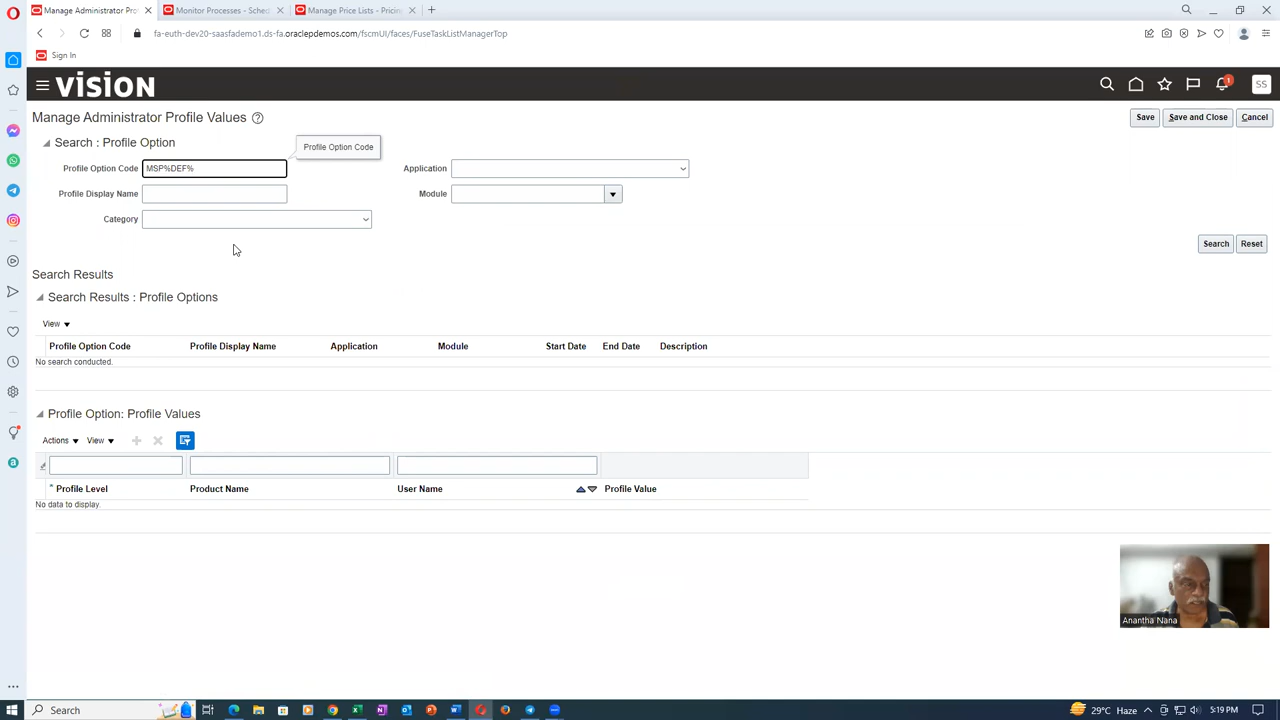 Manage Administrator Pro
Monitor Processes - Sched
Manage Price Lists - Pricin
fa-euth-dev20-saasfademo1.ds-fa.oraclepdemos.com/fscmUI/faces/FuseTaskListManagerTop
Sign In
VISION
1
SS
Manage Administrator Profile Values
Save
Save and Close
Cancel
Search : Profile Option
Profile Option Code
Profile Option Code MSP%DEF%
Application
Profile Display Name
Module
Category
Search
Reset
Search Results
Search Results : Profile Options
View
Profile Option Code
Profile Display Name
Application
Module
Start Date
End Date
Description
No search conducted.
Profile Option: Profile Values
Actions
View
* Profile Level
Product Name
User Name
Profile Value
No data to display.
Anantha Nana
Search
29°C Haze
5:19 PM